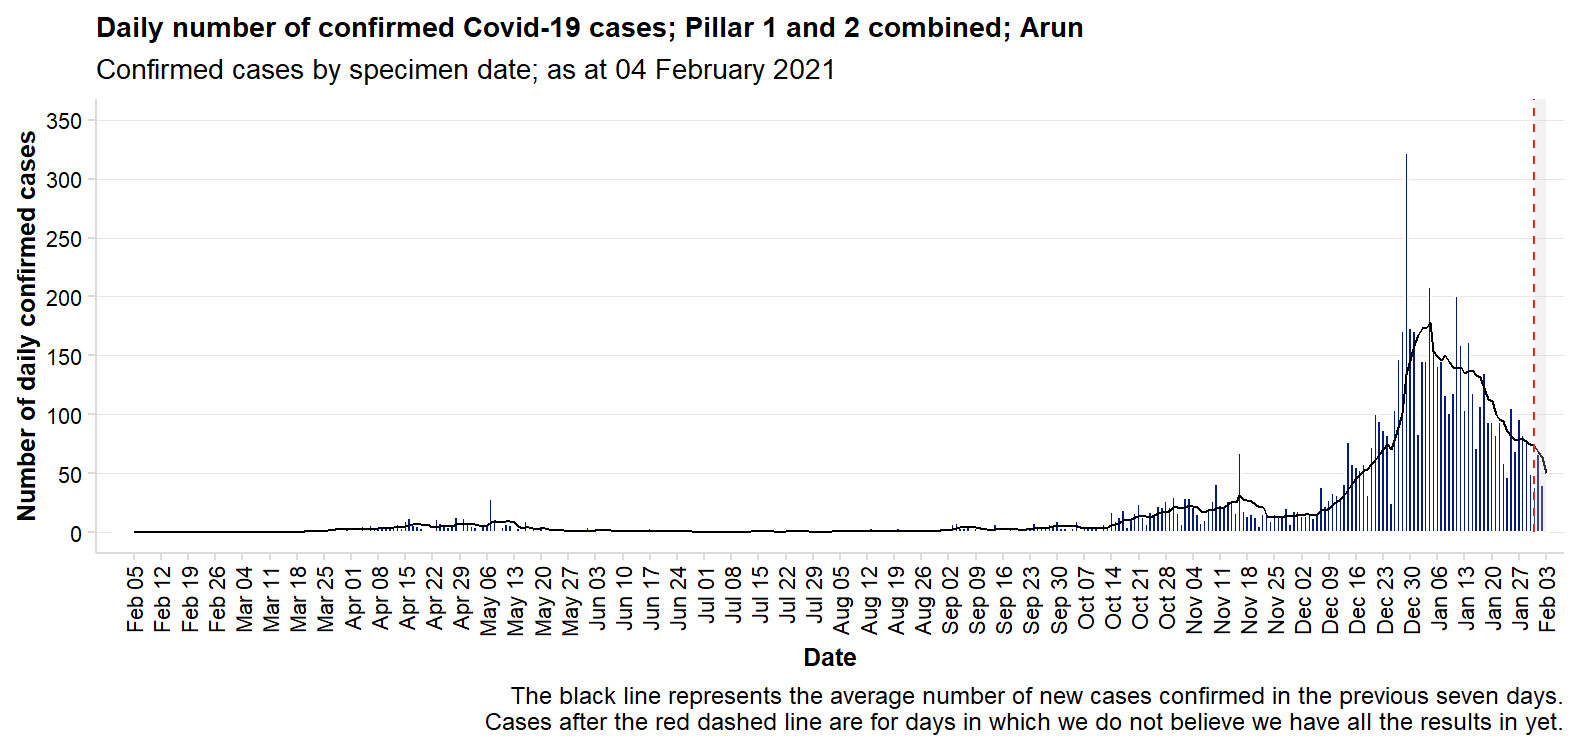 Daily number of confirmed Covid-19 cases; Pillar 1 and 2 combined; Arun
Confirmed cases by specimen date; as at 04 February 2021
Number of daily confirmed cases
350
300
250
200
150
100
50
0
Feb 05
Feb 12
Feb 19
Feb 26
Mar 04
Mar 11
Mar 18
Mar 25
Apr 01
Apr 08
Apr 15
Apr 22
Apr 29
May 06
May 13
May 20
May 27
Jun 03
Jun 10
Jun 17
Jun 24
Jul 01
Jul 08
Jul 15
Jul 22
Jul 29
Aug 05
Aug 12
Aug 19
Aug 26
Sep 02
Sep 09
Sep 16
Sep 23
Sep 30
Oct 07
Oct 14
Oct 21
Oct 28
Nov 04
Nov 11
Nov 18
Nov 25
Dec 02
Dec 09
Dec 16
Dec 23
Dec 30
Jan 06
Jan 13
Jan 20
Jan 27
Feb 03
Date
The black line represents the average number of new cases confirmed in the previous seven days.
Cases after the red dashed line are for days in which we do not believe we have all the results in yet.